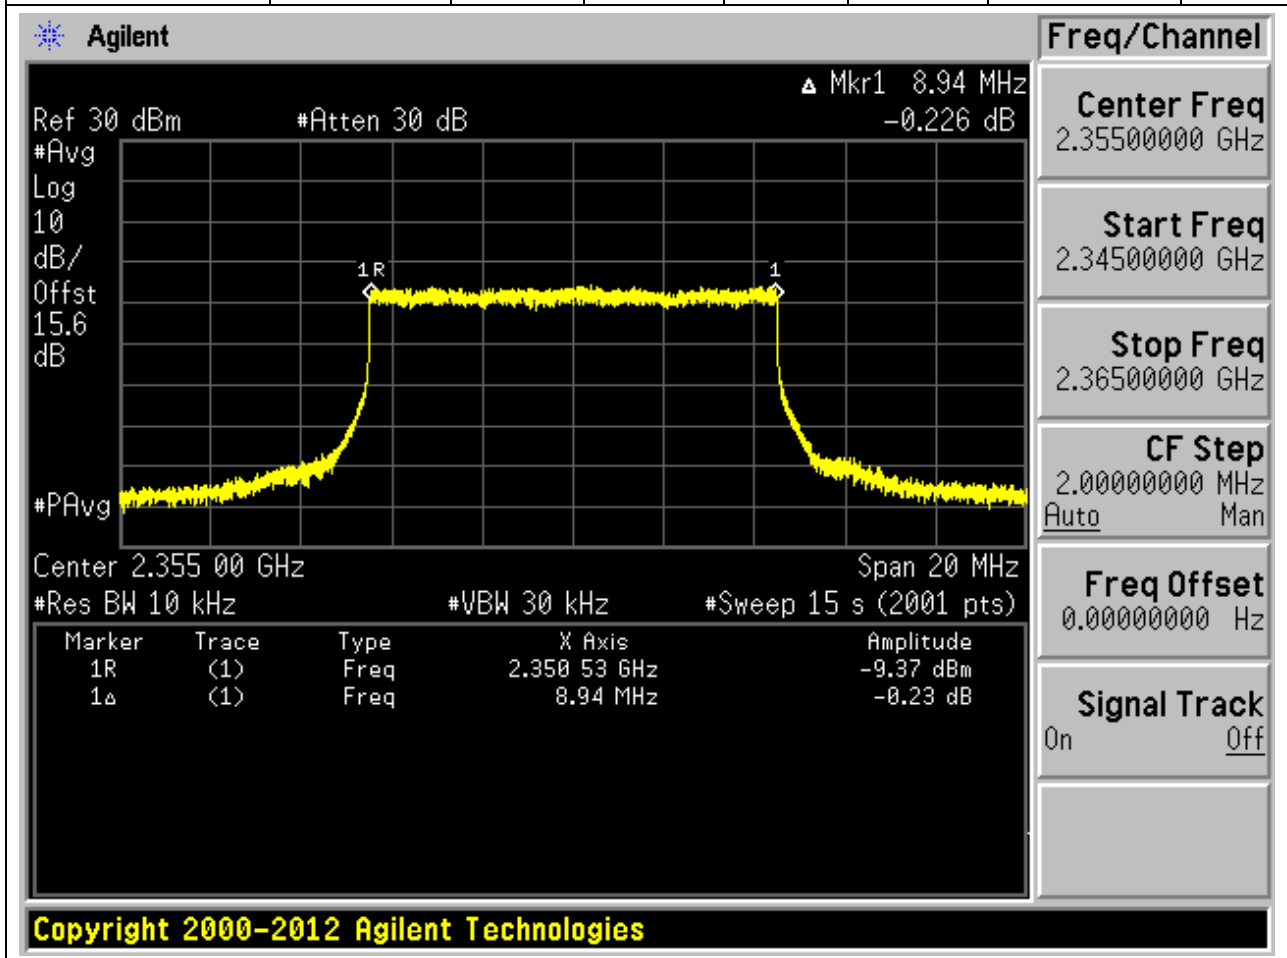 Agilent
Freq/Channel
Δ Mkr1 8.94 MHz
Ref 30 dBm #Atten 30 dB -0.226 dB
#Avg
Log
10
dB/
Offst
15.6
dB
1R
1
#PAvg
Center 2.355 00 GHz Span 20 MHz
#Res BW 10 kHz #VBW 30 kHz #Sweep 15 s (2001 pts)
Marker Trace Type X Axis Amplitude
1R (1) Freq 2.350 53 GHz -9.37 dBm
1Δ (1) Freq 8.94 MHz -0.23 dB
Center Freq
2.35500000 GHz
Start Freq
2.34500000 GHz
Stop Freq
2.36500000 GHz
CF Step
2.00000000 MHz
Auto Man
Freq Offset
0.00000000 Hz
Signal Track
On Off
Copyright 2000-2012 Agilent Technologies